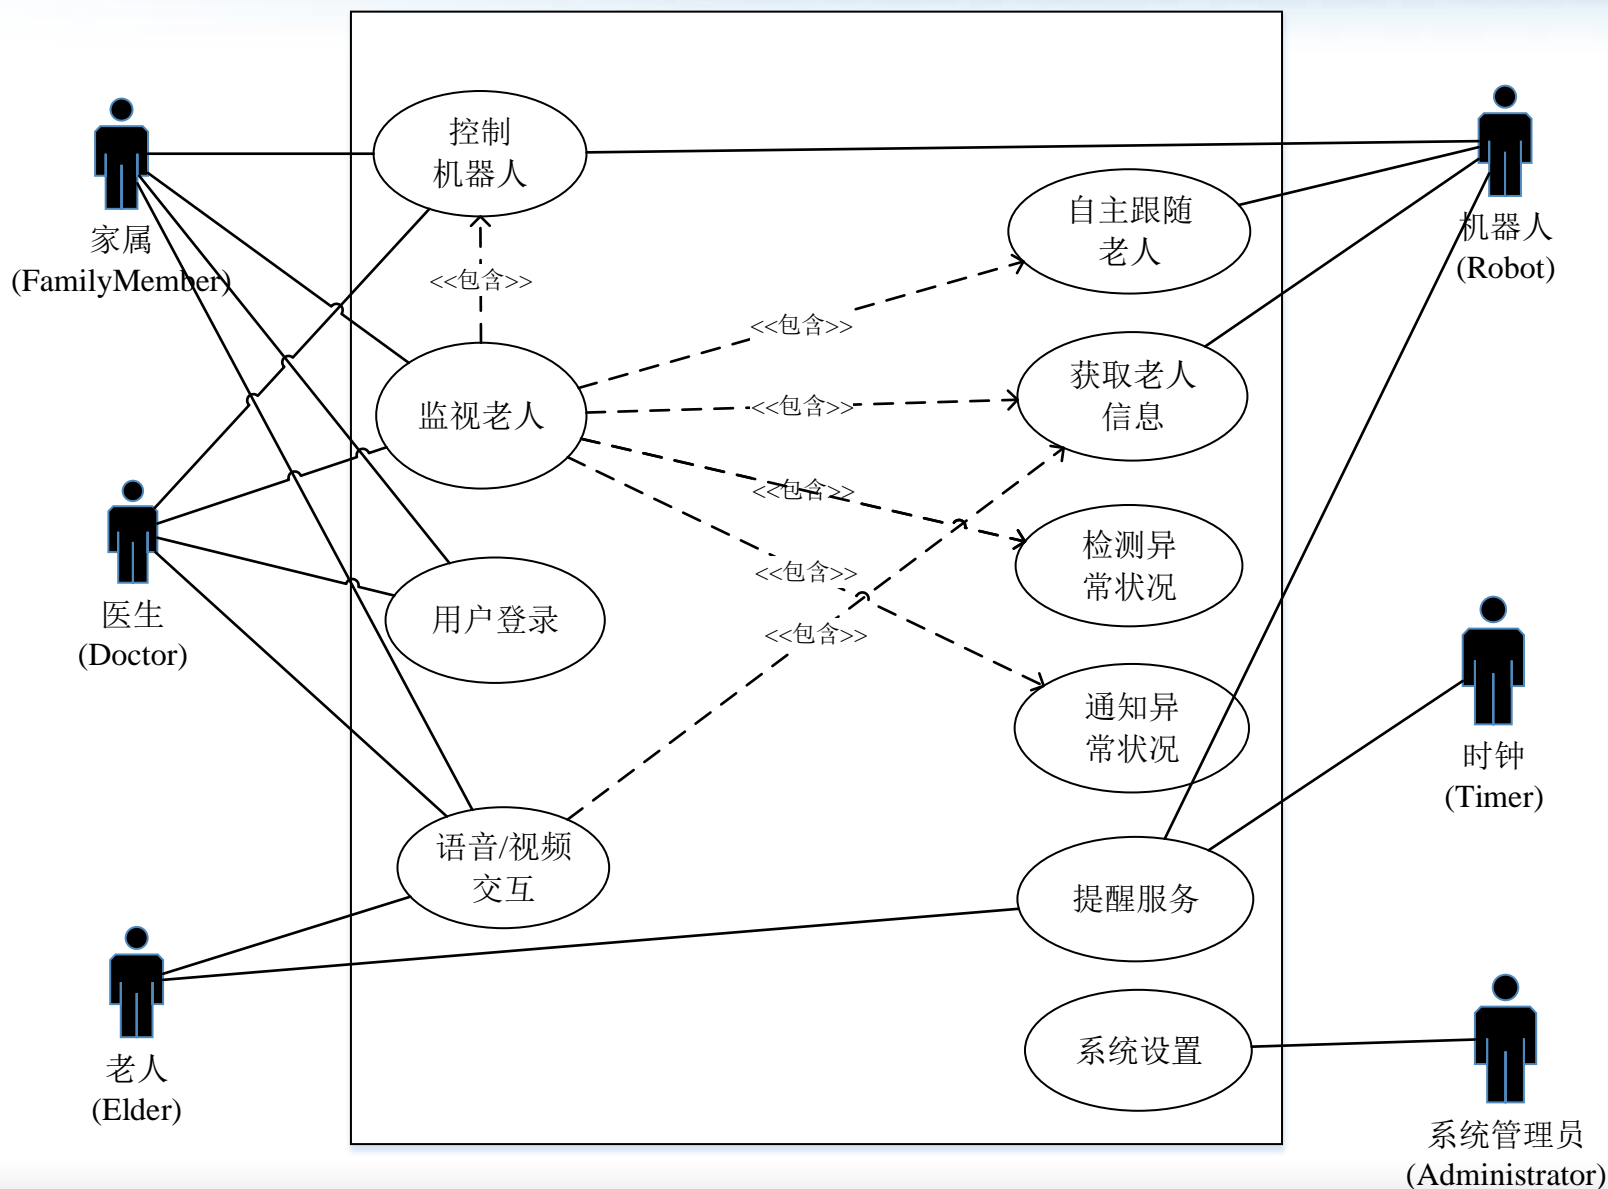 控制
机器人
家属
(FamilyMember)
自主跟随
老人
机器人
(Robot)
<<包含>>
<<包含>>
获取老人
信息
监视老人
<<包含>>
<<包含>>
检测异
常状况
<<包含>>
医生
(Doctor)
用户登录
<<包含>>
通知异
常状况
时钟
(Timer)
语音/视频
交互
提醒服务
老人
(Elder)
系统设置
系统管理员
(Administrator)